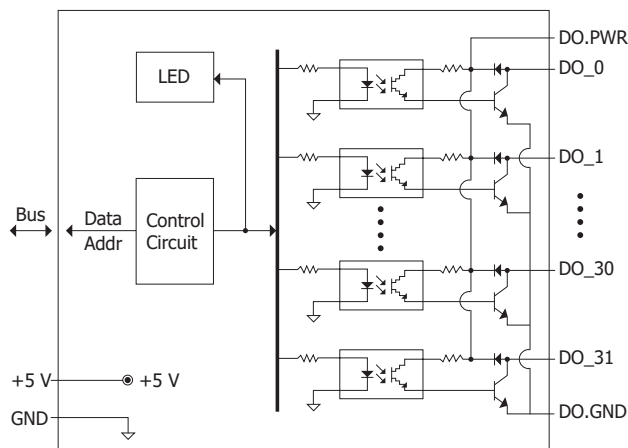 DO.PWR
LED
DO_0
DO_1
Bus
Data
Addr
Control
Circuit
DO_30
DO_31
+5 V
+5 V
GND
DO.GND